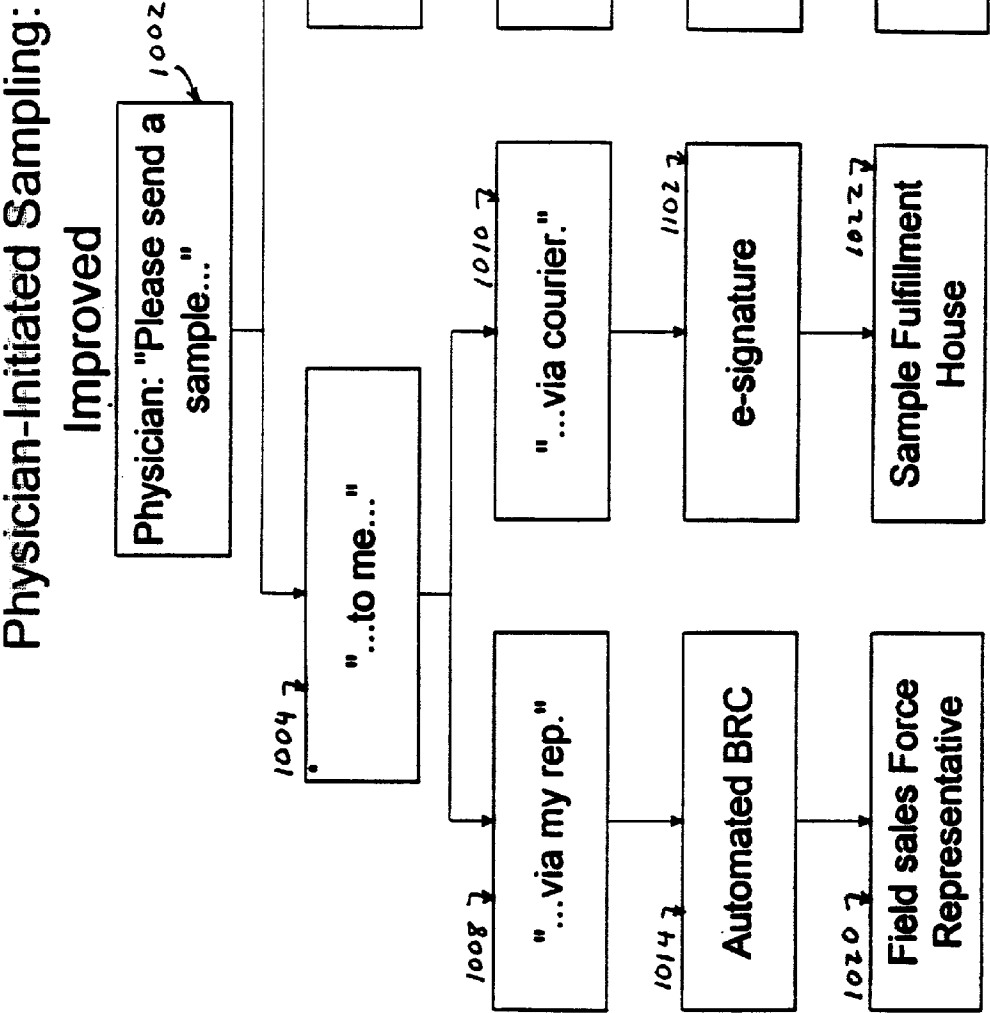 Physician-Initiated Sampling:
Improved
1002
Physician: "Please send a
sample..."
1004
"...to me..."
1008
"...via my rep."
1010
"...via courier."
1014
Automated BRC
1102
e-signature
1020
Field sales Force
Representative
1022
Sample Fulfillment
House